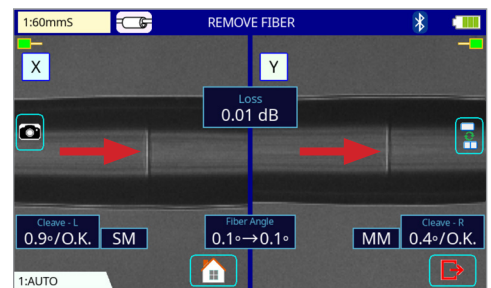 1:60mmS
REMOVE FIBER
X
Y
Loss
0.01 dB
Cleave - L
0.9°/O.K.
SM
Fiber Angle
0.1°→0.1°
MM
Cleave - R
0.4°/O.K.
1:AUTO